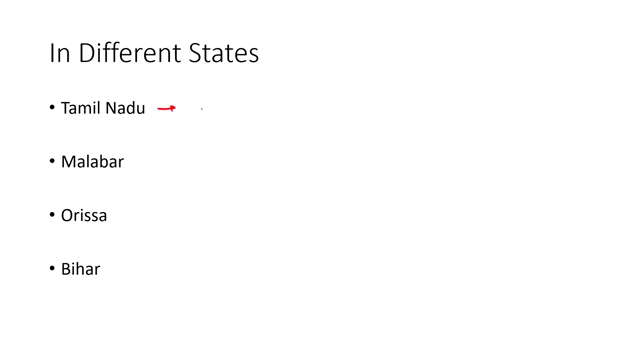 In Different States
• Tamil Nadu →
• Malabar
• Orissa
• Bihar